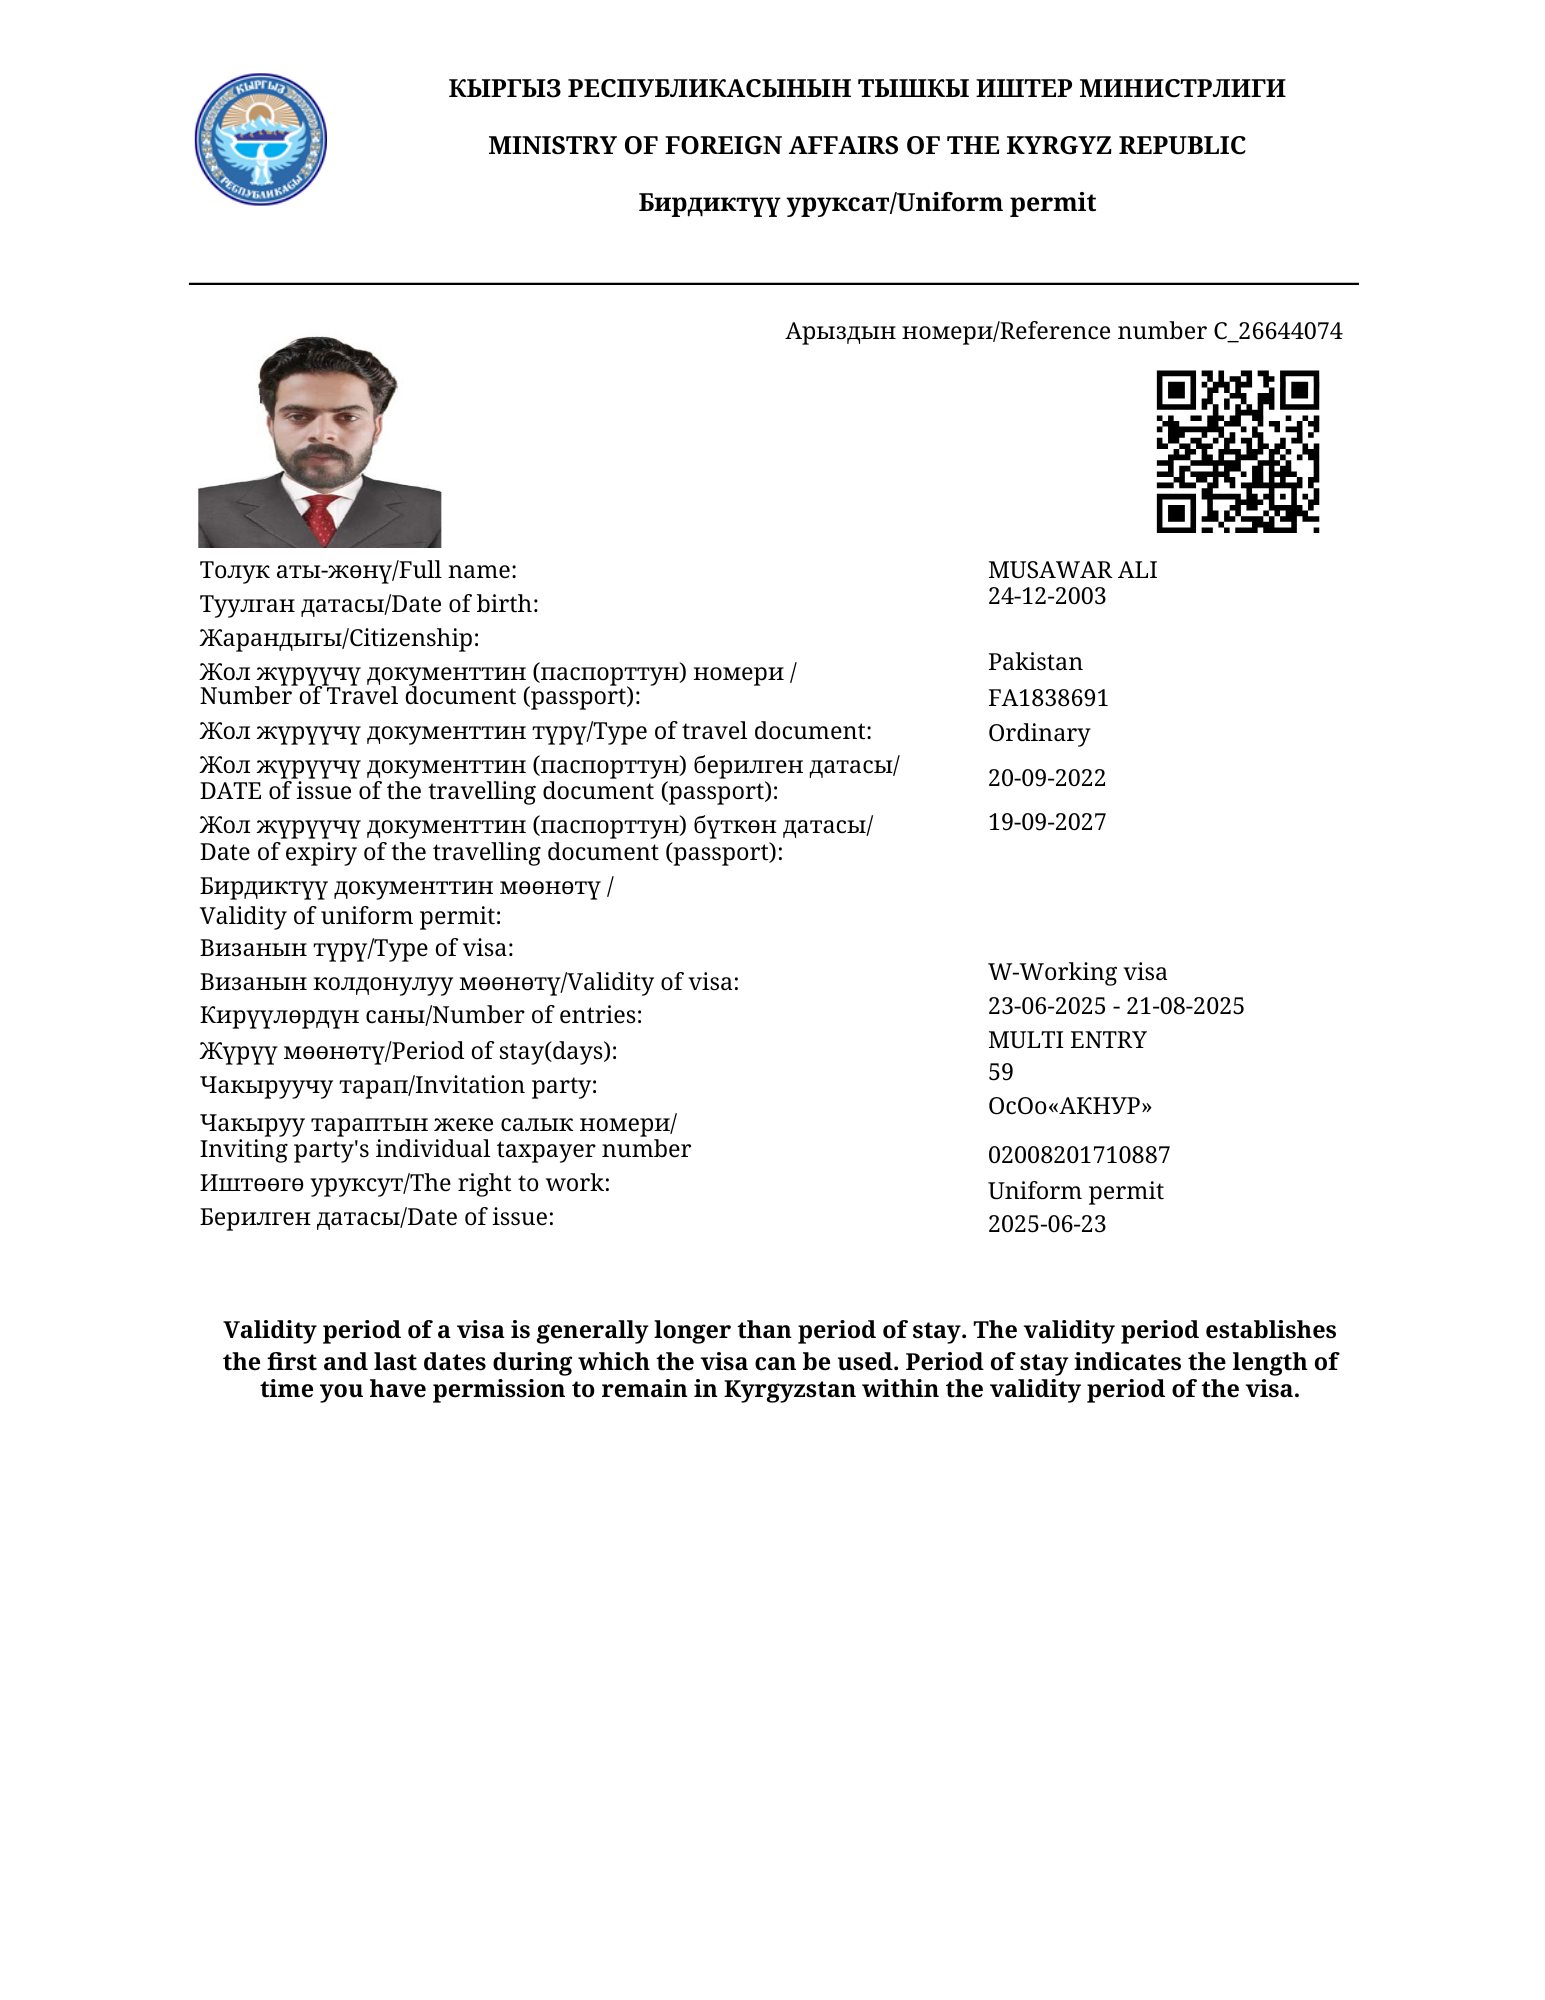 КЫРГЫЗ
РЕСПУБЛИКАСЫ
КЫРГЫЗ РЕСПУБЛИКАСЫНЫН ТЫШКЫ ИШТЕР МИНИСТРЛИГИ
MINISTRY OF FOREIGN AFFAIRS OF THE KYRGYZ REPUBLIC
Бирдиктүү уруксат/Uniform permit
Арыздын номери/Reference number C_26644074
Толук аты-жөнү/Full name: MUSAWAR ALI
Туулган датасы/Date of birth: 24-12-2003
Жарандыгы/Citizenship: Pakistan
Жол жүрүүчү документтин (паспорттун) номери /
Number of Travel document (passport): FA1838691
Жол жүрүүчү документтин түрү/Type of travel document: Ordinary
Жол жүрүүчү документтин (паспорттун) берилген датасы/
DATE of issue of the travelling document (passport): 20-09-2022
Жол жүрүүчү документтин (паспорттун) бүткөн датасы/ 19-09-2027
Date of expiry of the travelling document (passport):
Бирдиктүү документтин мөөнөтү /
Validity of uniform permit:
Визанын түрү/Type of visa: W-Working visa
Визанын колдонулуу мөөнөтү/Validity of visa: 23-06-2025 - 21-08-2025
Кирүүлөрдүн саны/Number of entries: MULTI ENTRY
Жүрүү мөөнөтү/Period of stay(days): 59
Чакыруучу тарап/Invitation party: ОсОо«АКНУР»
Чакыруу тараптын жеке салык номери/
Inviting party's individual taxpayer number 02008201710887
Иштөөгө уруксут/The right to work: Uniform permit
Берилген датасы/Date of issue: 2025-06-23
Validity period of a visa is generally longer than period of stay. The validity period establishes
the first and last dates during which the visa can be used. Period of stay indicates the length of
time you have permission to remain in Kyrgyzstan within the validity period of the visa.